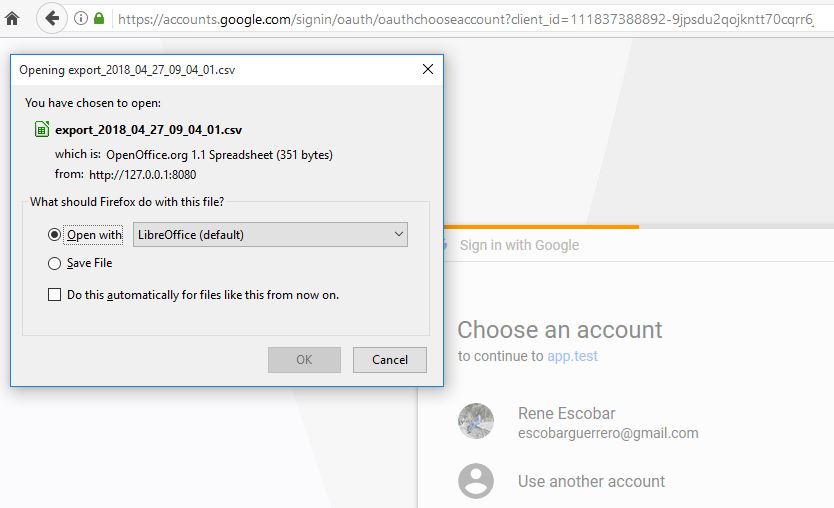 https://accounts.google.com/signin/oauth/oauthchooseaccount?client_id=111837388892-9jpsdu2qojkntt70cqrr6j
Opening export_2018_04_27_09_04_01.csv
You have chosen to open:
export_2018_04_27_09_04_01.csv
which is: OpenOffice.org 1.1 Spreadsheet (351 bytes)
from: http://127.0.0.1:8080
What should Firefox do with this file?
Open with LibreOffice (default)
Save File
Do this automatically for files like this from now on.
OK Cancel
Sign in with Google
Choose an account
to continue to app.test
Rene Escobar
escobarguerrero@gmail.com
Use another account